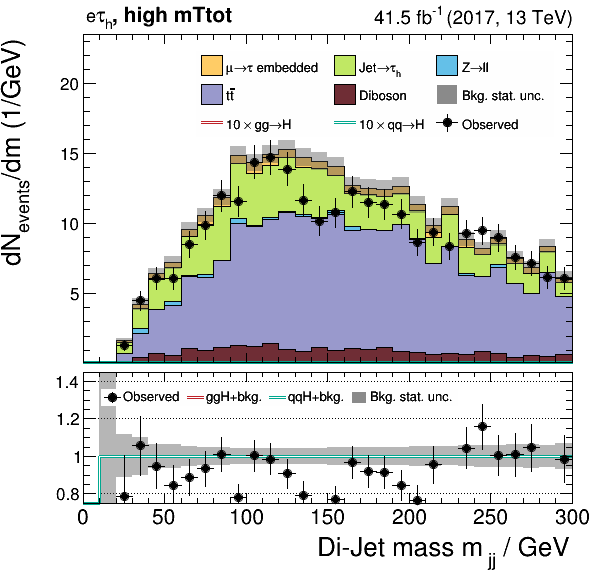 eτh, high mTtot 41.5 fb-1 (2017, 13 TeV)
dNevents/dm (1/GeV)
20
15
10
5
μ→τ embedded Jet→τh Z→ll
tt̄ Diboson Bkg. stat. unc.
10 × gg→H 10 × qq→H Observed
1.4
1.2
1
0.8
Observed ggH+bkg. qqH+bkg. Bkg. stat. unc.
0 50 100 150 200 250 300
Di-Jet mass mjj / GeV